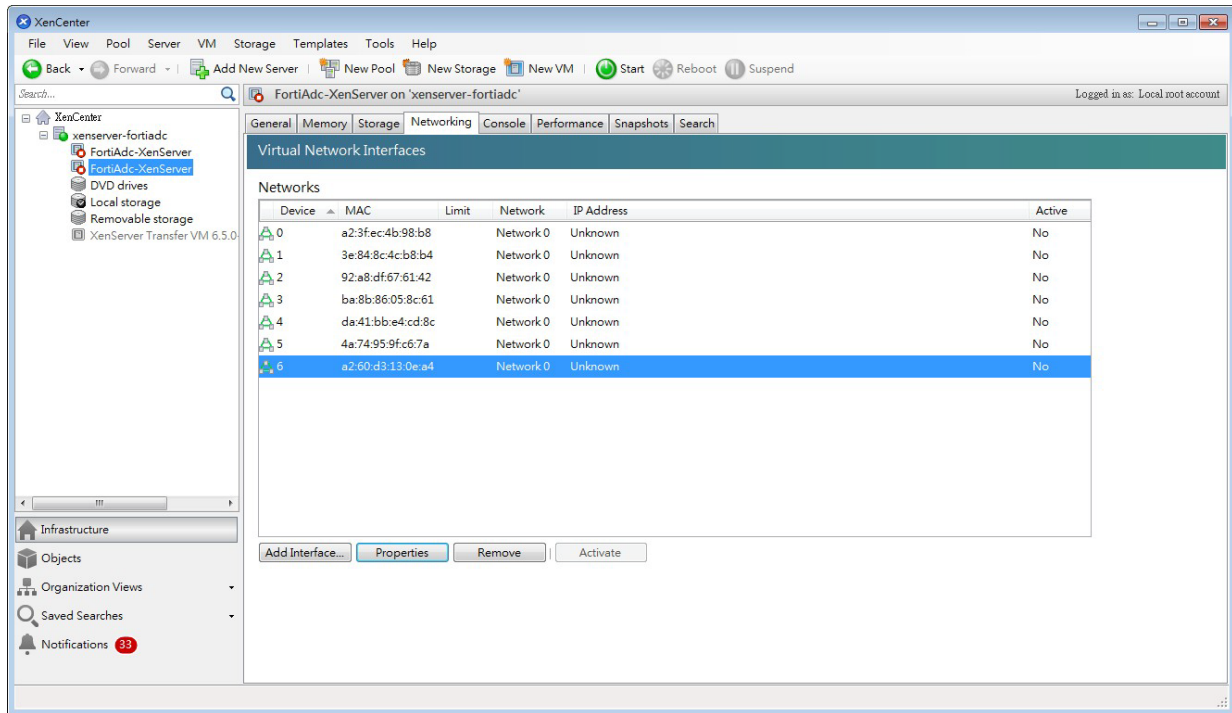 XenCenter
File View Pool Server VM Storage Templates Tools Help
Back Forward Add New Server New Pool New Storage New VM Start Reboot Suspend
Search...
FortiAdc-XenServer on 'xenserver-fortiadc'
Logged in as: Local root account
XenCenter
xenserver-fortiadc
FortiAdc-XenServer
FortiAdc-XenServer
DVD drives
Local storage
Removable storage
XenServer Transfer VM 6.5.0-
General Memory Storage Networking Console Performance Snapshots Search
Virtual Network Interfaces
Networks
Device MAC Limit Network IP Address Active
0 a2:3f:ec:4b:98:b8 Network 0 Unknown No
1 3e:84:8c:4c:b8:b4 Network 0 Unknown No
2 92:a8:df:67:61:42 Network 0 Unknown No
3 ba:8b:86:05:8c:61 Network 0 Unknown No
4 da:41:bb:e4:cd:8c Network 0 Unknown No
5 4a:74:95:9f:c6:7a Network 0 Unknown No
6 a2:60:d3:13:0e:a4 Network 0 Unknown No
Add Interface... Properties Remove Activate
Infrastructure
Objects
Organization Views
Saved Searches
Notifications 33